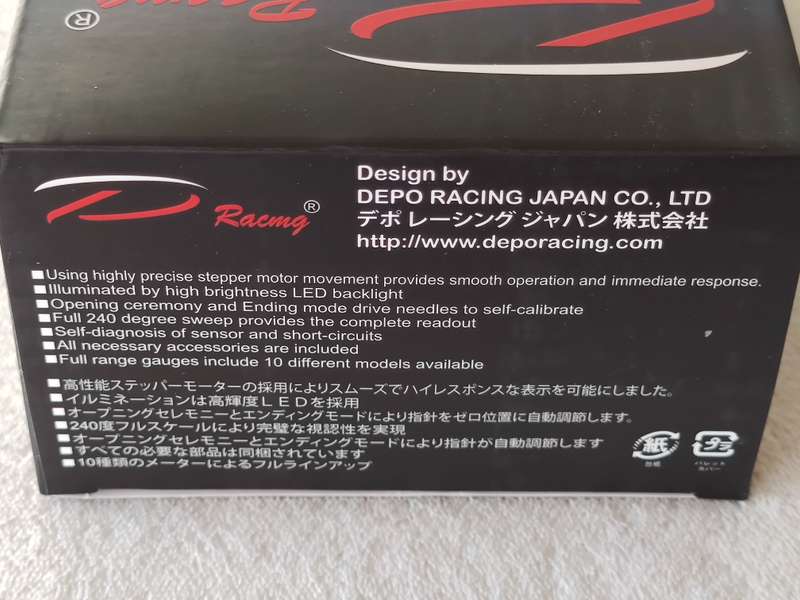 Racing ®
D Racing ®
Design by
DEPO RACING JAPAN CO., LTD
デポ レーシング ジャパン 株式会社
http://www.deporacing.com
■Using highly precise stepper motor movement provides smooth operation and immediate response.
■Illuminated by high brightness LED backlight
■Opening ceremony and Ending mode drive needles to self-calibrate
■Full 240 degree sweep provides the complete readout
■Self-diagnosis of sensor and short-circuits
■All necessary accessories are included
■Full range gauges include 10 different models available
■高性能ステッパーモーターの採用によりスムーズでハイレスポンスな表示を可能にしました。
■イルミネーションは高輝度ＬＥＤを採用
■オープニングセレモニーとエンディングモードにより指針をゼロ位置に自動調節します。
■240度フルスケールにより完璧な視認性を実現
■オープニングセレモニーとエンディングモードにより指針が自動調節します
■すべての必要な部品は同梱されています
■10種類のメーターによるフルラインアップ
紙
台紙
プラ
パレット
カバー